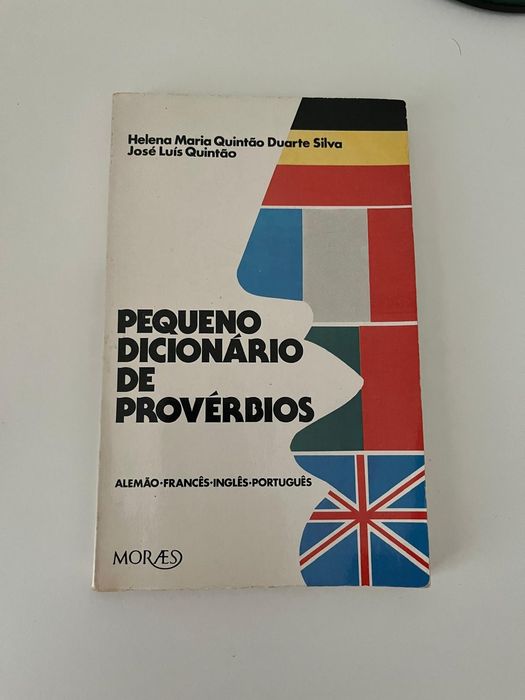 Helena Maria Quintão Duarte Silva
José Luís Quintão
PEQUENO
DICIONÁRIO
DE
PROVÉRBIOS
ALEMÃO•FRANCÊS•INGLÊS•PORTUGUÊS
MORÆS